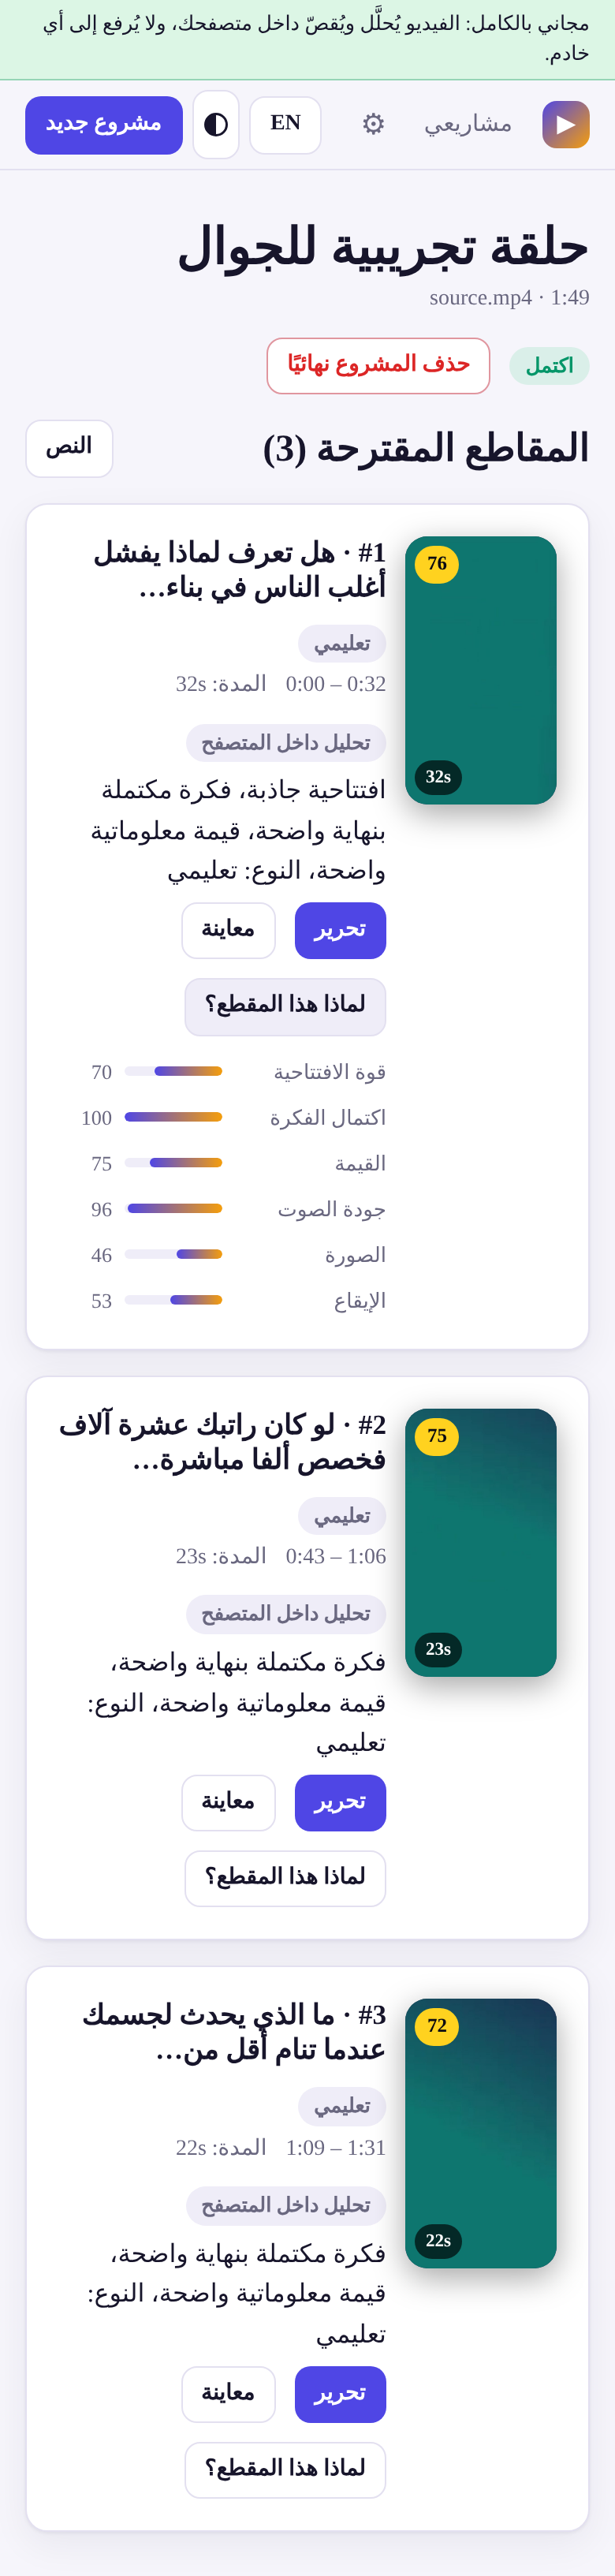 مجاني بالكامل: الفيديو يُحلَّل ويُقصّ داخل متصفحك، ولا يُرفع إلى أي
خادم.
مشاريعي
EN
مشروع جديد
حلقة تجريبية للجوال
source.mp4 · 1:49
اكتمل
حذف المشروع نهائيًا
المقاطع المقترحة (3)
النص
76
32s
#1 · هل تعرف لماذا يفشل
أغلب الناس في بناء…
تعليمي
0:00 – 0:32 المدة: 32s
تحليل داخل المتصفح
افتتاحية جاذبة، فكرة مكتملة
بنهاية واضحة، قيمة معلوماتية
واضحة، النوع: تعليمي
تحرير
معاينة
لماذا هذا المقطع؟
قوة الافتتاحية 70
اكتمال الفكرة 100
القيمة 75
جودة الصوت 96
الصورة 46
الإيقاع 53
75
23s
#2 · لو كان راتبك عشرة آلاف
فخصص ألفا مباشرة…
تعليمي
0:43 – 1:06 المدة: 23s
تحليل داخل المتصفح
فكرة مكتملة بنهاية واضحة،
قيمة معلوماتية واضحة، النوع:
تعليمي
تحرير
معاينة
لماذا هذا المقطع؟
72
22s
#3 · ما الذي يحدث لجسمك
عندما تنام أقل من…
تعليمي
1:09 – 1:31 المدة: 22s
تحليل داخل المتصفح
فكرة مكتملة بنهاية واضحة،
قيمة معلوماتية واضحة، النوع:
تعليمي
تحرير
معاينة
لماذا هذا المقطع؟